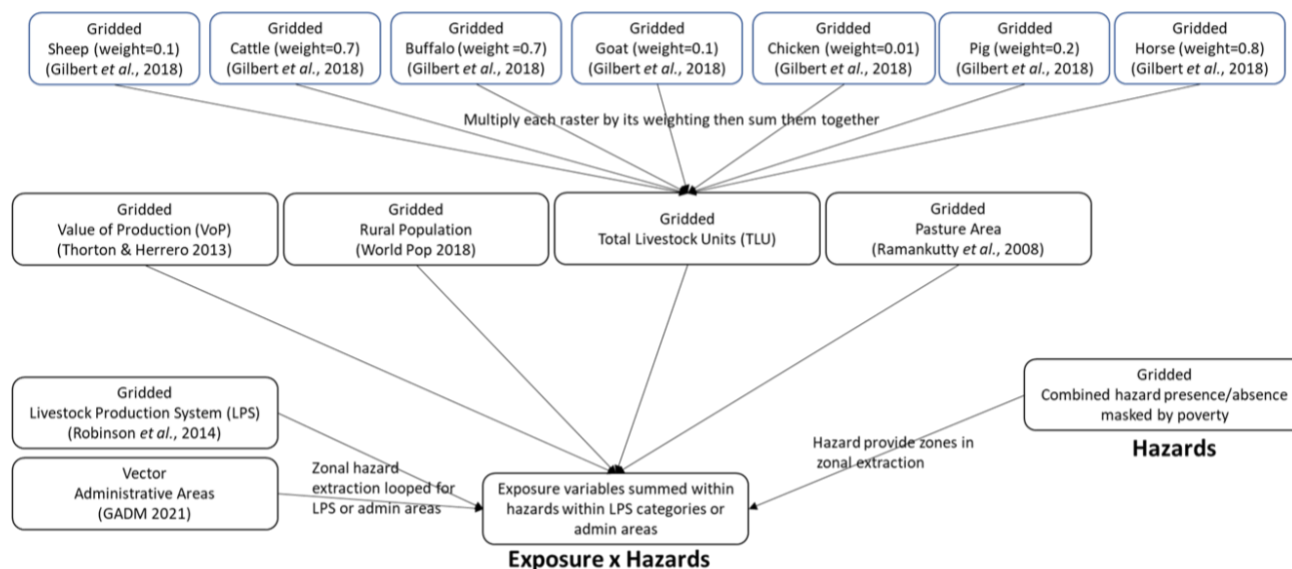 Gridded
Sheep (weight=0.1)
(Gilbert et al., 2018)
Gridded
Cattle (weight=0.7)
(Gilbert et al., 2018)
Gridded
Buffalo (weight =0.7)
(Gilbert et al., 2018)
Gridded
Goat (weight=0.1)
(Gilbert et al., 2018)
Gridded
Chicken (weight=0.01)
(Gilbert et al., 2018)
Gridded
Pig (weight=0.2)
(Gilbert et al., 2018)
Gridded
Horse (weight=0.8)
(Gilbert et al., 2018)
Multiply each raster by its weighting then sum them together
Gridded
Value of Production (VoP)
(Thorton & Herrero 2013)
Gridded
Rural Population
(World Pop 2018)
Gridded
Total Livestock Units (TLU)
Gridded
Pasture Area
(Ramankutty et al., 2008)
Gridded
Livestock Production System (LPS)
(Robinson et al., 2014)
Vector
Administrative Areas
(GADM 2021)
Zonal hazard
extraction looped for
LPS or admin areas
Exposure variables summed within
hazards within LPS categories or
admin areas
Exposure x Hazards
Hazard provide zones in
zonal extraction
Gridded
Combined hazard presence/absence
masked by poverty
Hazards